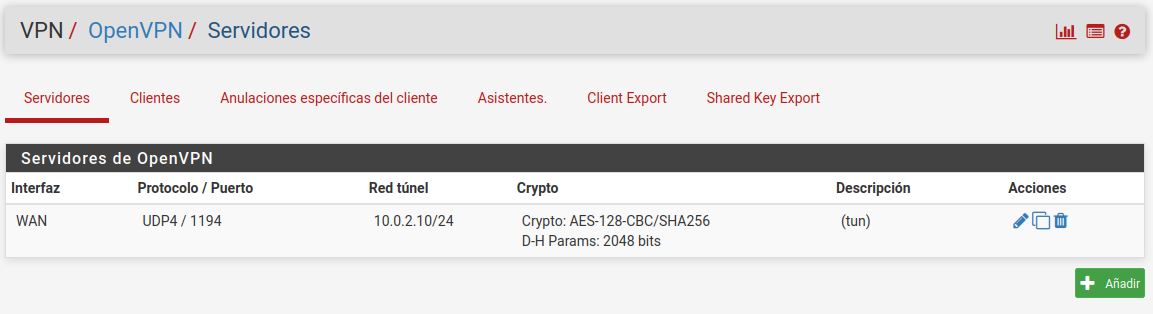 VPN / OpenVPN / Servidores
Servidores Clientes Anulaciones específicas del cliente Asistentes. Client Export Shared Key Export
Servidores de OpenVPN
Interfaz Protocolo / Puerto Red túnel Crypto Descripción Acciones
WAN UDP4 / 1194 10.0.2.10/24 Crypto: AES-128-CBC/SHA256 (tun)
D-H Params: 2048 bits
Añadir